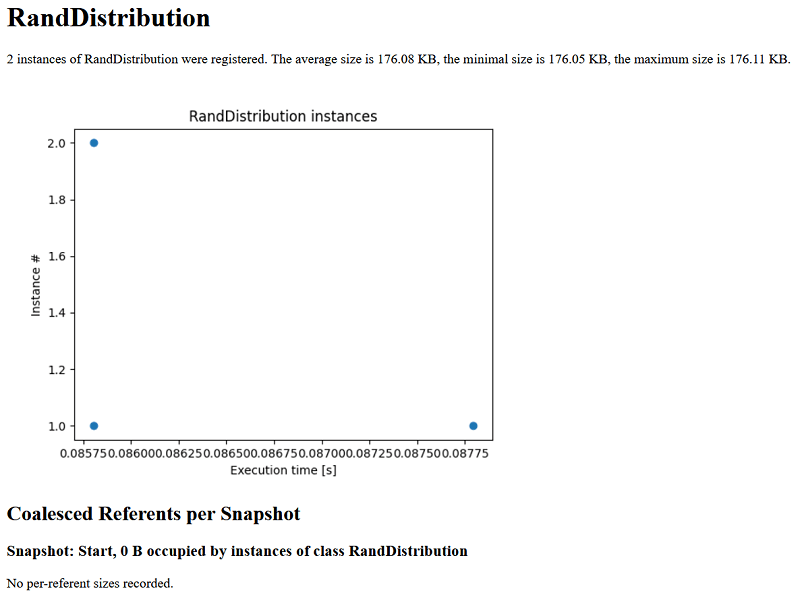 RandDistribution
2 instances of RandDistribution were registered. The average size is 176.08 KB, the minimal size is 176.05 KB, the maximum size is 176.11 KB.
RandDistribution instances
2.0
1.8
1.6
1.4
1.2
1.0
Instance #
0.085750.086000.086250.086500.086750.087000.087250.087500.08775
Execution time [s]
Coalesced Referents per Snapshot
Snapshot: Start, 0 B occupied by instances of class RandDistribution
No per-referent sizes recorded.